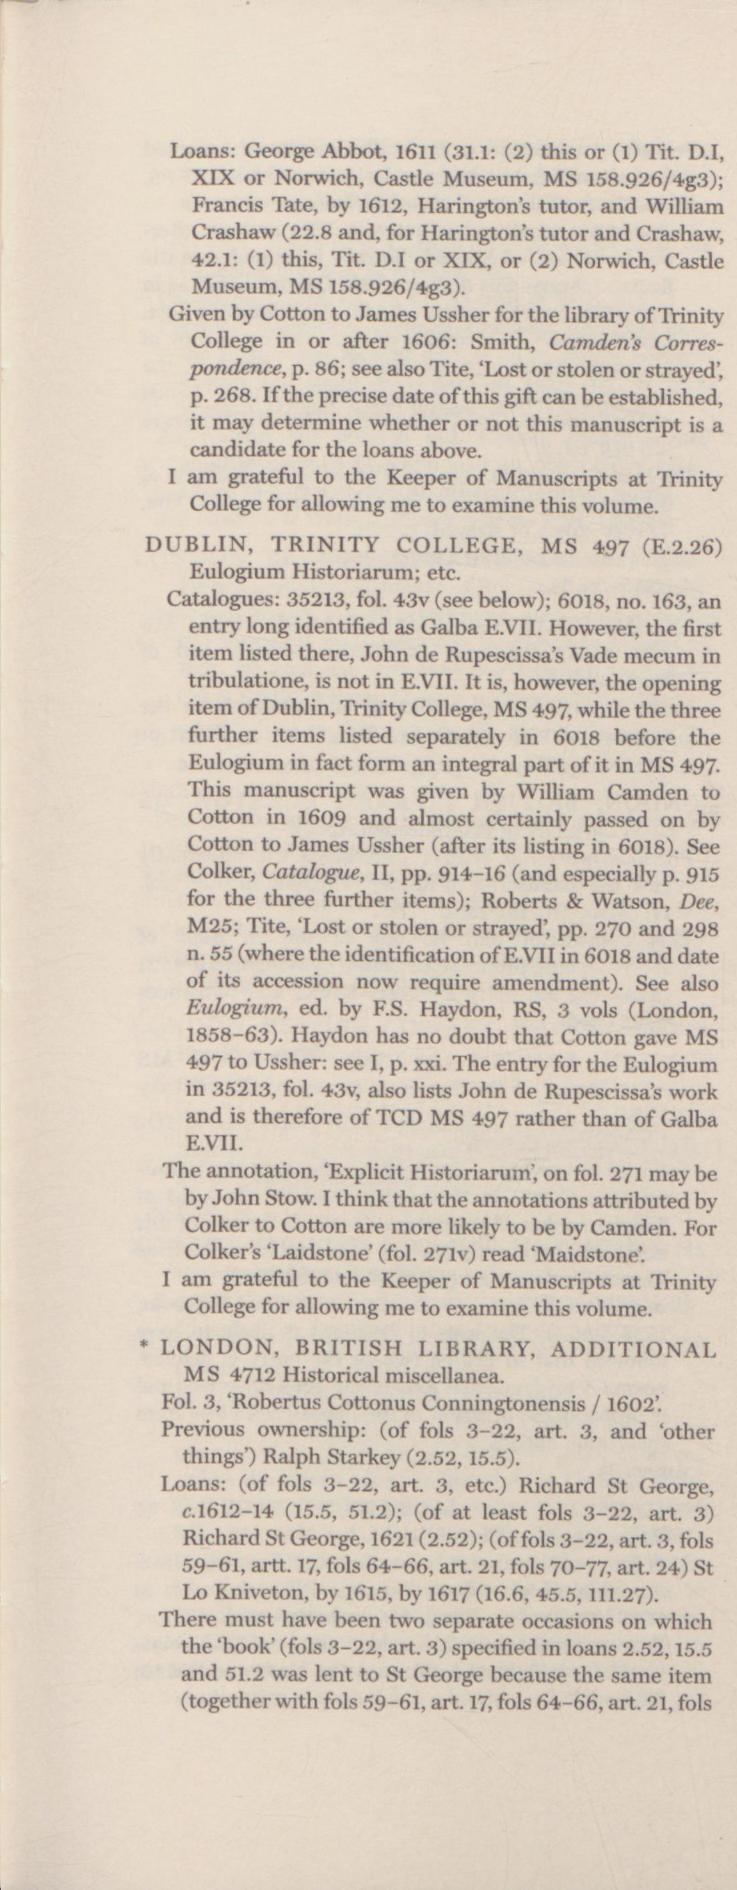 Loans: George Abbot, 1611 (31.1: (2) this or (1) Tit. D.I,
XIX or Norwich, Castle Museum, MS 158.926/4g3);
Francis Tate, by 1612, Harington's tutor, and William
Crashaw (22.8 and, for Harington's tutor and Crashaw,
42.1: (1) this, Tit. D.I or XIX, or (2) Norwich, Castle
Museum, MS 158.926/4g3).
Given by Cotton to James Ussher for the library of Trinity
College in or after 1606: Smith, Camden's Corres-
pondence, p. 86; see also Tite, ‘Lost or stolen or strayed’,
p. 268. If the precise date of this gift can be established,
it may determine whether or not this manuscript is a
candidate for the loans above.
I am grateful to the Keeper of Manuscripts at Trinity
College for allowing me to examine this volume.
DUBLIN, TRINITY COLLEGE, MS 497 (E.2.26)
Eulogium Historiarum; etc.
Catalogues: 35213, fol. 43v (see below); 6018, no. 163, an
entry long identified as Galba E.VII. However, the first
item listed there, John de Rupescissa's Vade mecum in
tribulatione, is not in E.VII. It is, however, the opening
item of Dublin, Trinity College, MS 497, while the three
further items listed separately in 6018 before the
Eulogium in fact form an integral part of it in MS 497.
This manuscript was given by William Camden to
Cotton in 1609 and almost certainly passed on by
Cotton to James Ussher (after its listing in 6018). See
Colker, Catalogue, II, pp. 914–16 (and especially p. 915
for the three further items); Roberts & Watson, Dee,
M25; Tite, ‘Lost or stolen or strayed’, pp. 270 and 298
n. 55 (where the identification of E.VII in 6018 and date
of its accession now require amendment). See also
Eulogium, ed. by F.S. Haydon, RS, 3 vols (London,
1858–63). Haydon has no doubt that Cotton gave MS
497 to Ussher: see I, p. xxi. The entry for the Eulogium
in 35213, fol. 43v, also lists John de Rupescissa's work
and is therefore of TCD MS 497 rather than of Galba
E.VII.
The annotation, ‘Explicit Historiarum’, on fol. 271 may be
by John Stow. I think that the annotations attributed by
Colker to Cotton are more likely to be by Camden. For
Colker's ‘Laidstone’ (fol. 271v) read ‘Maidstone’.
I am grateful to the Keeper of Manuscripts at Trinity
College for allowing me to examine this volume.
* LONDON, BRITISH LIBRARY, ADDITIONAL
MS 4712 Historical miscellanea.
Fol. 3, ‘Robertus Cottonus Conningtonensis / 1602’.
Previous ownership: (of fols 3–22, art. 3, and ‘other
things’) Ralph Starkey (2.52, 15.5).
Loans: (of fols 3–22, art. 3, etc.) Richard St George,
c.1612–14 (15.5, 51.2); (of at least fols 3–22, art. 3)
Richard St George, 1621 (2.52); (of fols 3–22, art. 3, fols
59–61, artt. 17, fols 64–66, art. 21, fols 70–77, art. 24) St
Lo Kniveton, by 1615, by 1617 (16.6, 45.5, 111.27).
There must have been two separate occasions on which
the ‘book’ (fols 3–22, art. 3) specified in loans 2.52, 15.5
and 51.2 was lent to St George because the same item
(together with fols 59–61, art. 17, fols 64–66, art. 21, fols